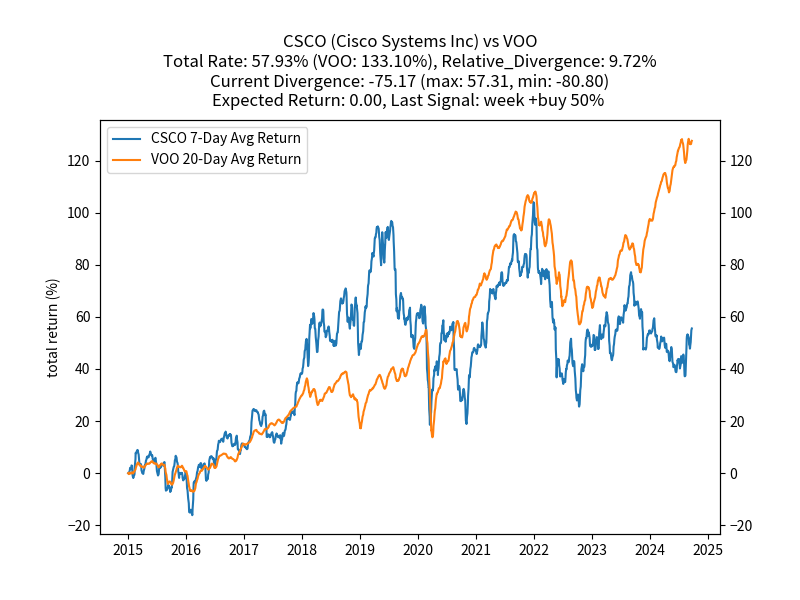 CSCO (Cisco Systems Inc) vs VOO
Total Rate: 57.93% (VOO: 133.10%), Relative_Divergence: 9.72%
Current Divergence: -75.17 (max: 57.31, min: -80.80)
Expected Return: 0.00, Last Signal: week +buy 50%
CSCO 7-Day Avg Return
VOO 20-Day Avg Return
total return (%)
120 120
100 100
80 80
60 60
40 40
20 20
0 0
−20 −20
2015 2016 2017 2018 2019 2020 2021 2022 2023 2024 2025